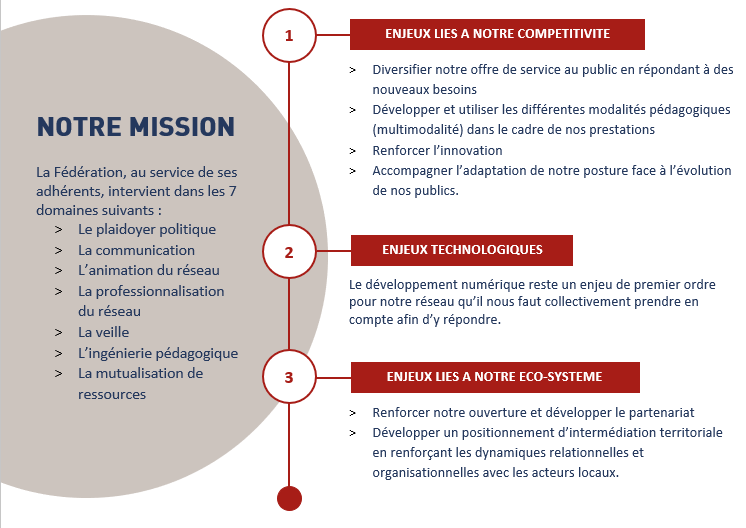 NOTRE MISSION
La Fédération, au service de ses
adhérents, intervient dans les 7
domaines suivants :
> Le plaidoyer politique
> La communication
> L'animation du réseau
> La professionnalisation
du réseau
> La veille
> L'ingénierie pédagogique
> La mutualisation de
ressources
1
ENJEUX LIES A NOTRE COMPETITIVITE
> Diversifier notre offre de service au public en répondant à des
nouveaux besoins
> Développer et utiliser les différentes modalités pédagogiques
(multimodalité) dans le cadre de nos prestations
> Renforcer l'innovation
> Accompagner l'adaptation de notre posture face à l'évolution
de nos publics.
2
ENJEUX TECHNOLOGIQUES
Le développement numérique reste un enjeu de premier ordre
pour notre réseau qu'il nous faut collectivement prendre en
compte afin d'y répondre.
3
ENJEUX LIES A NOTRE ECO-SYSTEME
> Renforcer notre ouverture et développer le partenariat
> Développer un positionnement d'intermédiation territoriale
en renforçant les dynamiques relationnelles et
organisationnelles avec les acteurs locaux.